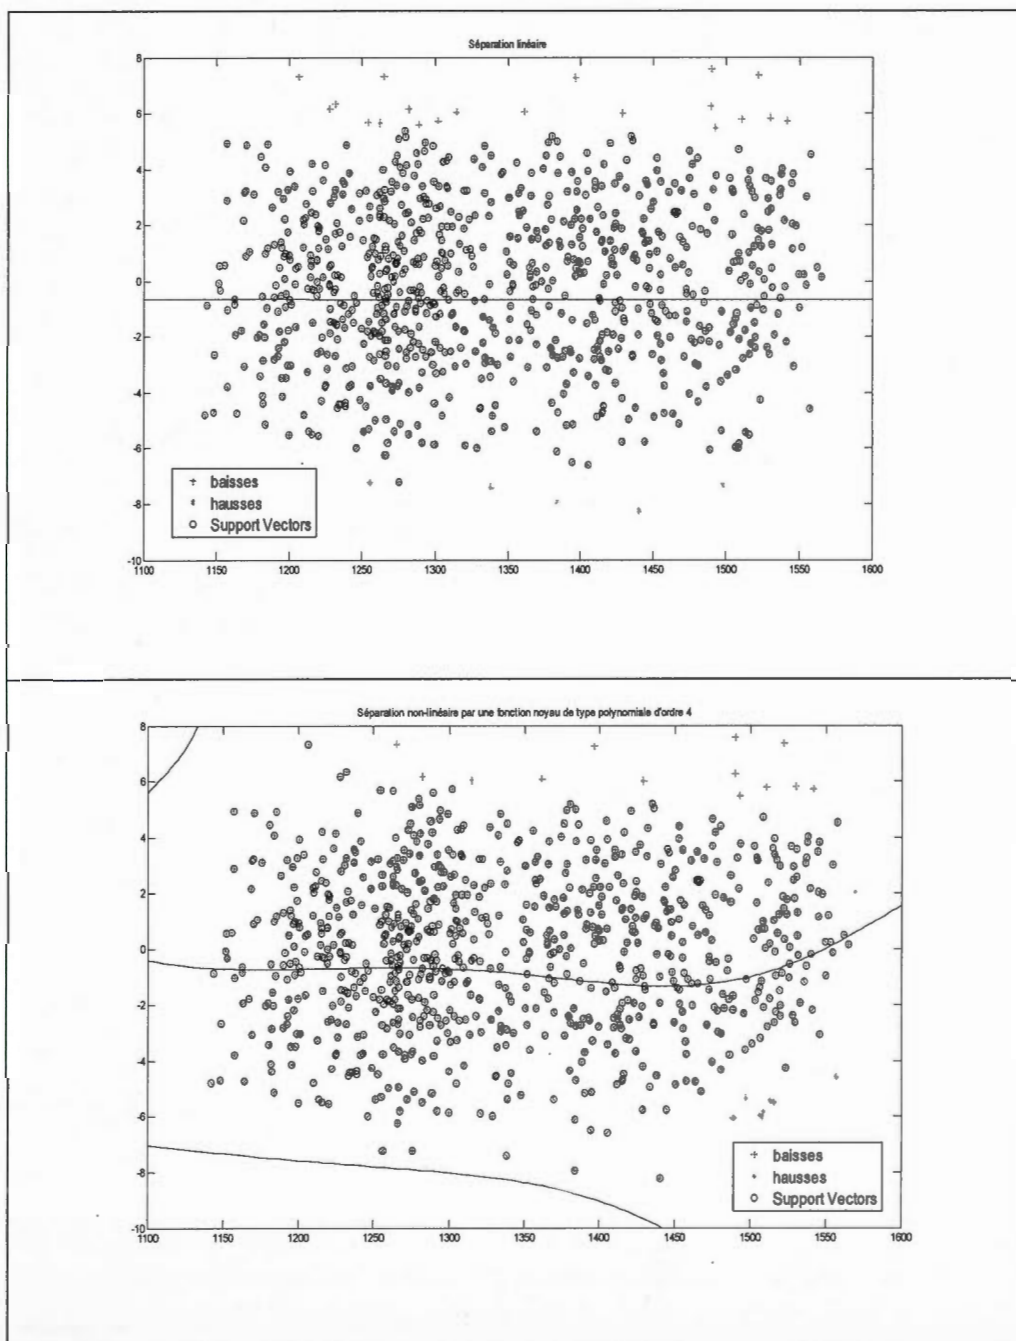 Séparation linéaire
8
6
4
2
0
-2
-4
-6
-8
-10
1100 1150 1200 1250 1300 1350 1400 1450 1500 1550 1600
baisses
hausses
Support Vectors
Séparation non-linéaire par une fonction noyau de type polynomiale d'ordre 4
8
6
4
2
0
-2
-4
-6
-8
-10
1100 1150 1200 1250 1300 1350 1400 1450 1500 1550 1600
baisses
hausses
Support Vectors